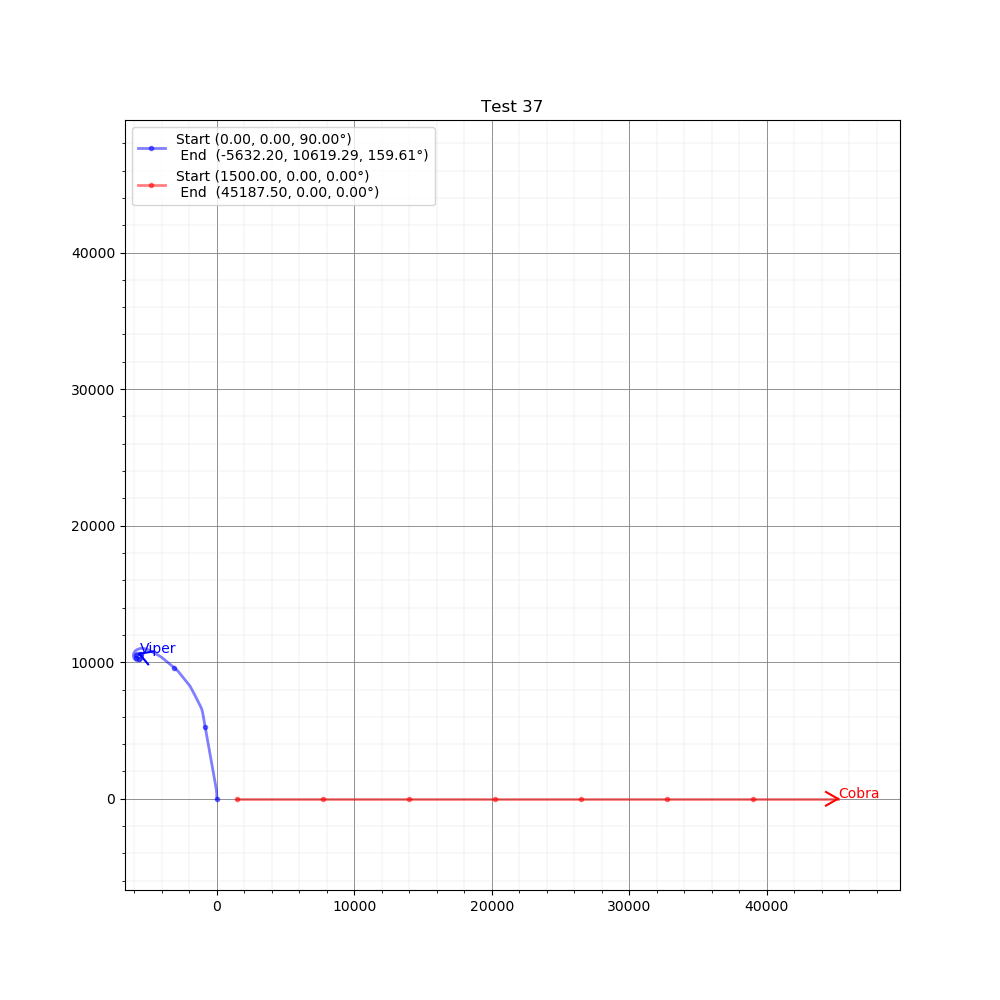 Test 37
Start (0.00, 0.00, 90.00°)
End (-5632.20, 10619.29, 159.61°)
Start (1500.00, 0.00, 0.00°)
End (45187.50, 0.00, 0.00°)
40000
30000
20000
10000
0
Viper
Cobra
0
10000
20000
30000
40000